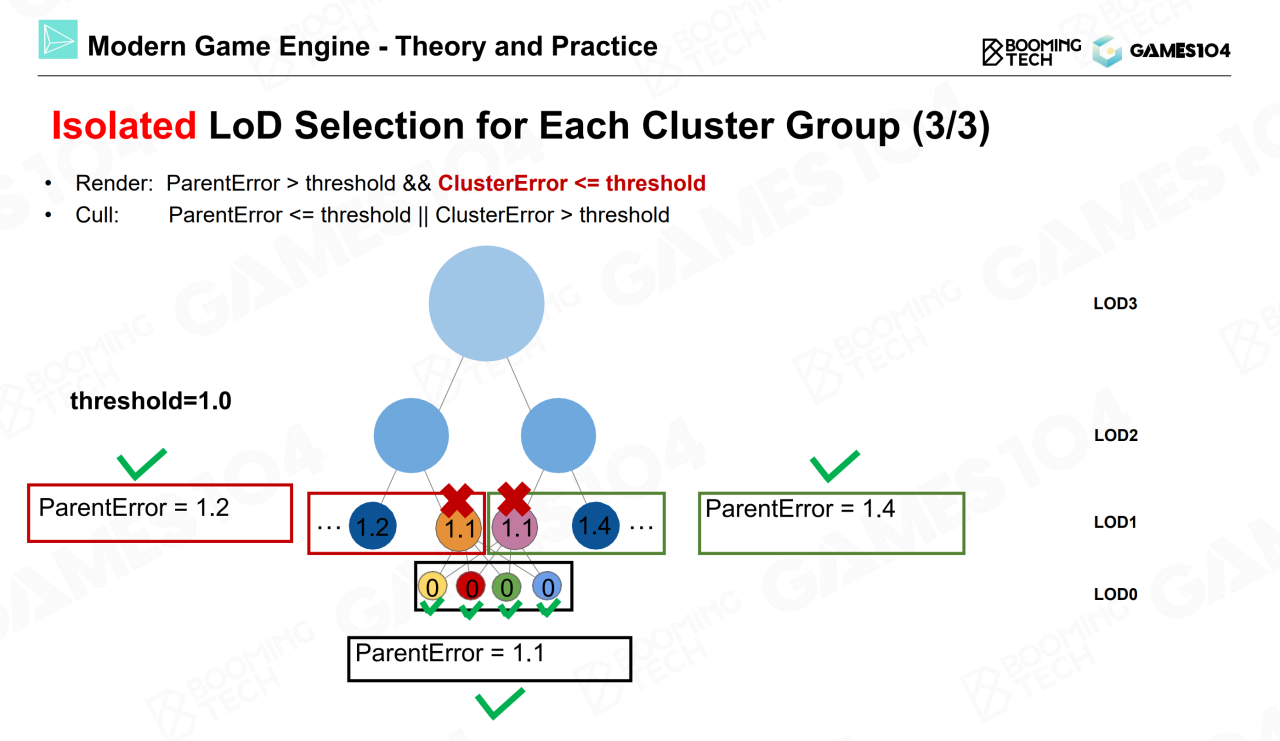 Modern Game Engine - Theory and Practice
BOOMING TECH
GAMES104
Isolated LoD Selection for Each Cluster Group (3/3)
• Render: ParentError > threshold && ClusterError <= threshold
• Cull: ParentError <= threshold || ClusterError > threshold
LOD3
threshold=1.0
LOD2
ParentError = 1.2
... 1.2 1.1 1.1 1.4 ...
ParentError = 1.4
LOD1
0 0 0 0
LOD0
ParentError = 1.1